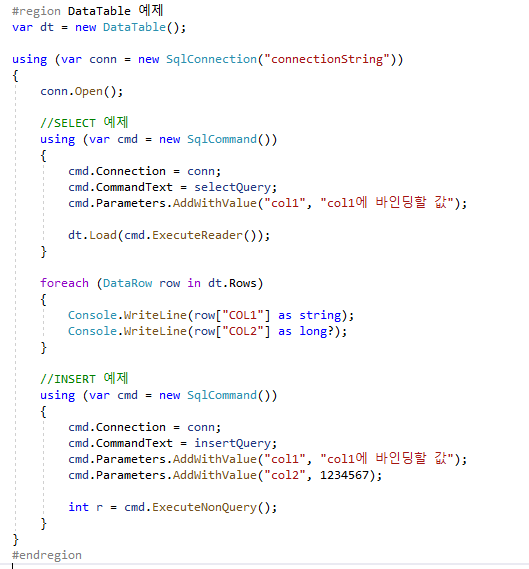 #region DataTable 예제
var dt = new DataTable();
using (var conn = new SqlConnection("connectionString"))
{
conn.Open();
//SELECT 예제
using (var cmd = new SqlCommand())
{
cmd.Connection = conn;
cmd.CommandText = selectQuery;
cmd.Parameters.AddWithValue("col1", "col1에 바인딩할 값");
dt.Load(cmd.ExecuteReader());
}
foreach (DataRow row in dt.Rows)
{
Console.WriteLine(row["COL1"] as string);
Console.WriteLine(row["COL2"] as long?);
}
//INSERT 예제
using (var cmd = new SqlCommand())
{
cmd.Connection = conn;
cmd.CommandText = insertQuery;
cmd.Parameters.AddWithValue("col1", "col1에 바인딩할 값");
cmd.Parameters.AddWithValue("col2", 1234567);
int r = cmd.ExecuteNonQuery();
}
}
#endregion